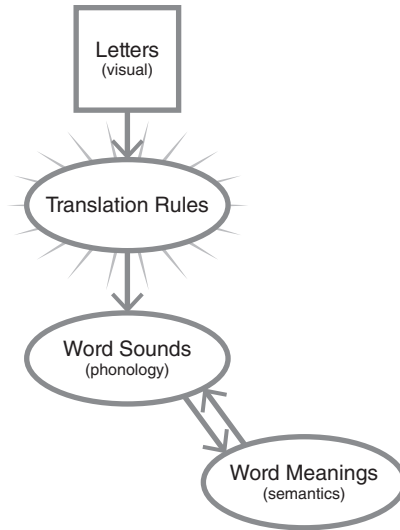 Letters
(visual)
Translation Rules
Word Sounds
(phonology)
Word Meanings
(semantics)